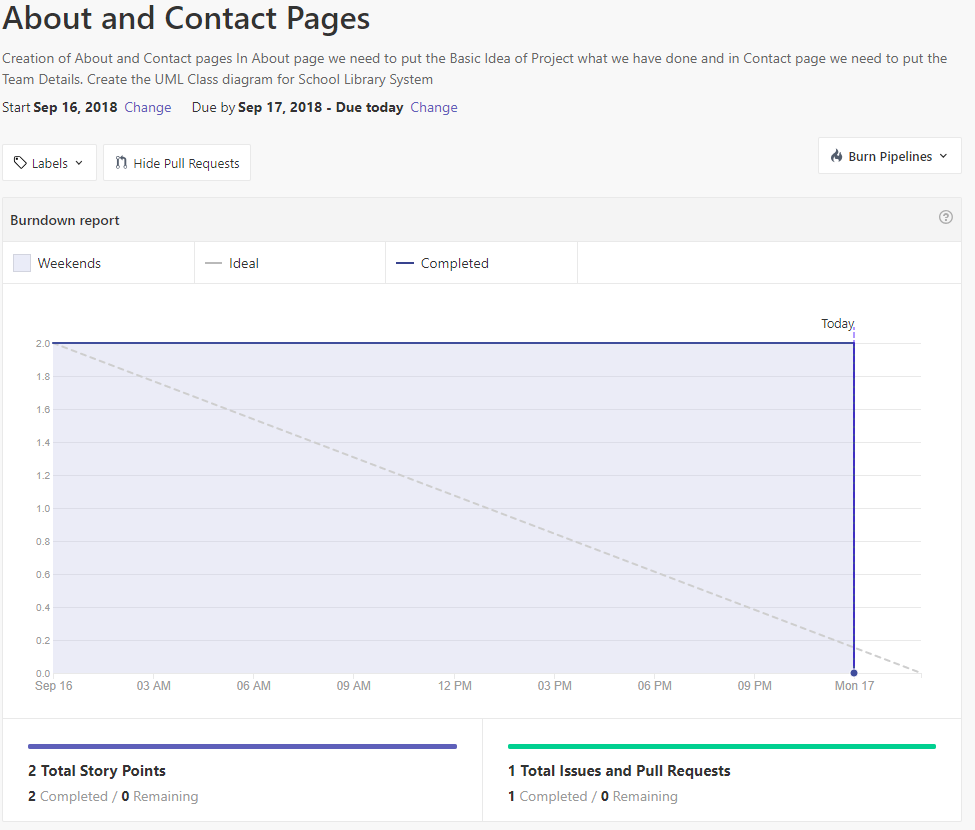 About and Contact Pages
Creation of About and Contact pages In About page we need to put the Basic Idea of Project what we have done and in Contact page we need to put the
Team Details. Create the UML Class diagram for School Library System
Start Sep 16, 2018 Change Due by Sep 17, 2018 - Due today Change
Labels Hide Pull Requests Burn Pipelines
Burndown report ?
Weekends Ideal Completed
Today
2.0
1.8
1.6
1.4
1.2
1.0
0.8
0.6
0.4
0.2
0.0
Sep 16 03 AM 06 AM 09 AM 12 PM 03 PM 06 PM 09 PM Mon 17
2 Total Story Points
2 Completed / 0 Remaining
1 Total Issues and Pull Requests
1 Completed / 0 Remaining